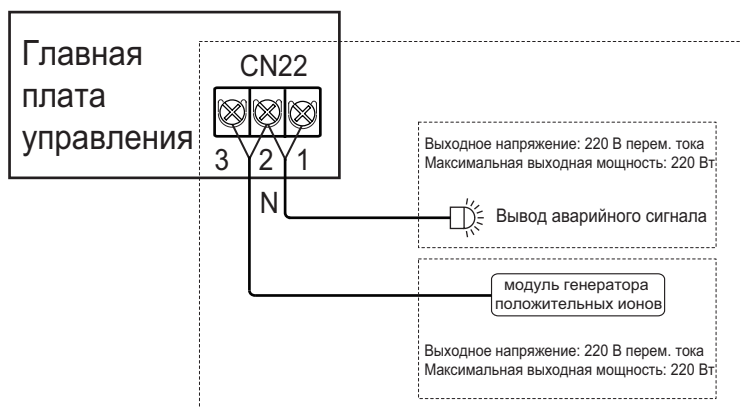 Главная
плата
управления
CN22
3 2 1
N
Выходное напряжение: 220 В перем. тока
Максимальная выходная мощность: 220 Вт
Вывод аварийного сигнала
модуль генератора
положительных ионов
Выходное напряжение: 220 В перем. тока
Максимальная выходная мощность: 220 Вт